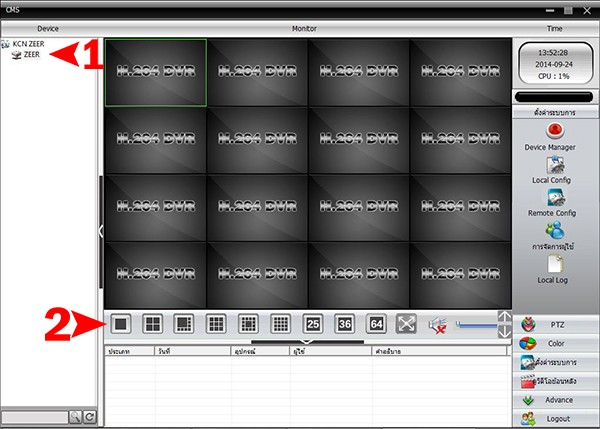 CMS
Device
Monitor
Time
KCN ZEER
ZEER
1
H.264 DVR H.264 DVR H.264 DVR H.264 DVR
H.264 DVR H.264 DVR H.264 DVR H.264 DVR
H.264 DVR H.264 DVR H.264 DVR H.264 DVR
H.264 DVR H.264 DVR H.264 DVR H.264 DVR
13:52:28
2014-09-24
CPU : 1%
ตั้งค่าระบบการ
Device Manager
Local Config
Remote Config
การจัดการผู้ใช้
Local Log
2
25 36 64
PTZ
Color
ตั้งค่าระบบการ
ดูวิดีโอย้อนหลัง
Advance
Logout
ประเภท วันที่ อุปกรณ์ ผู้ใช้ คำอธิบาย